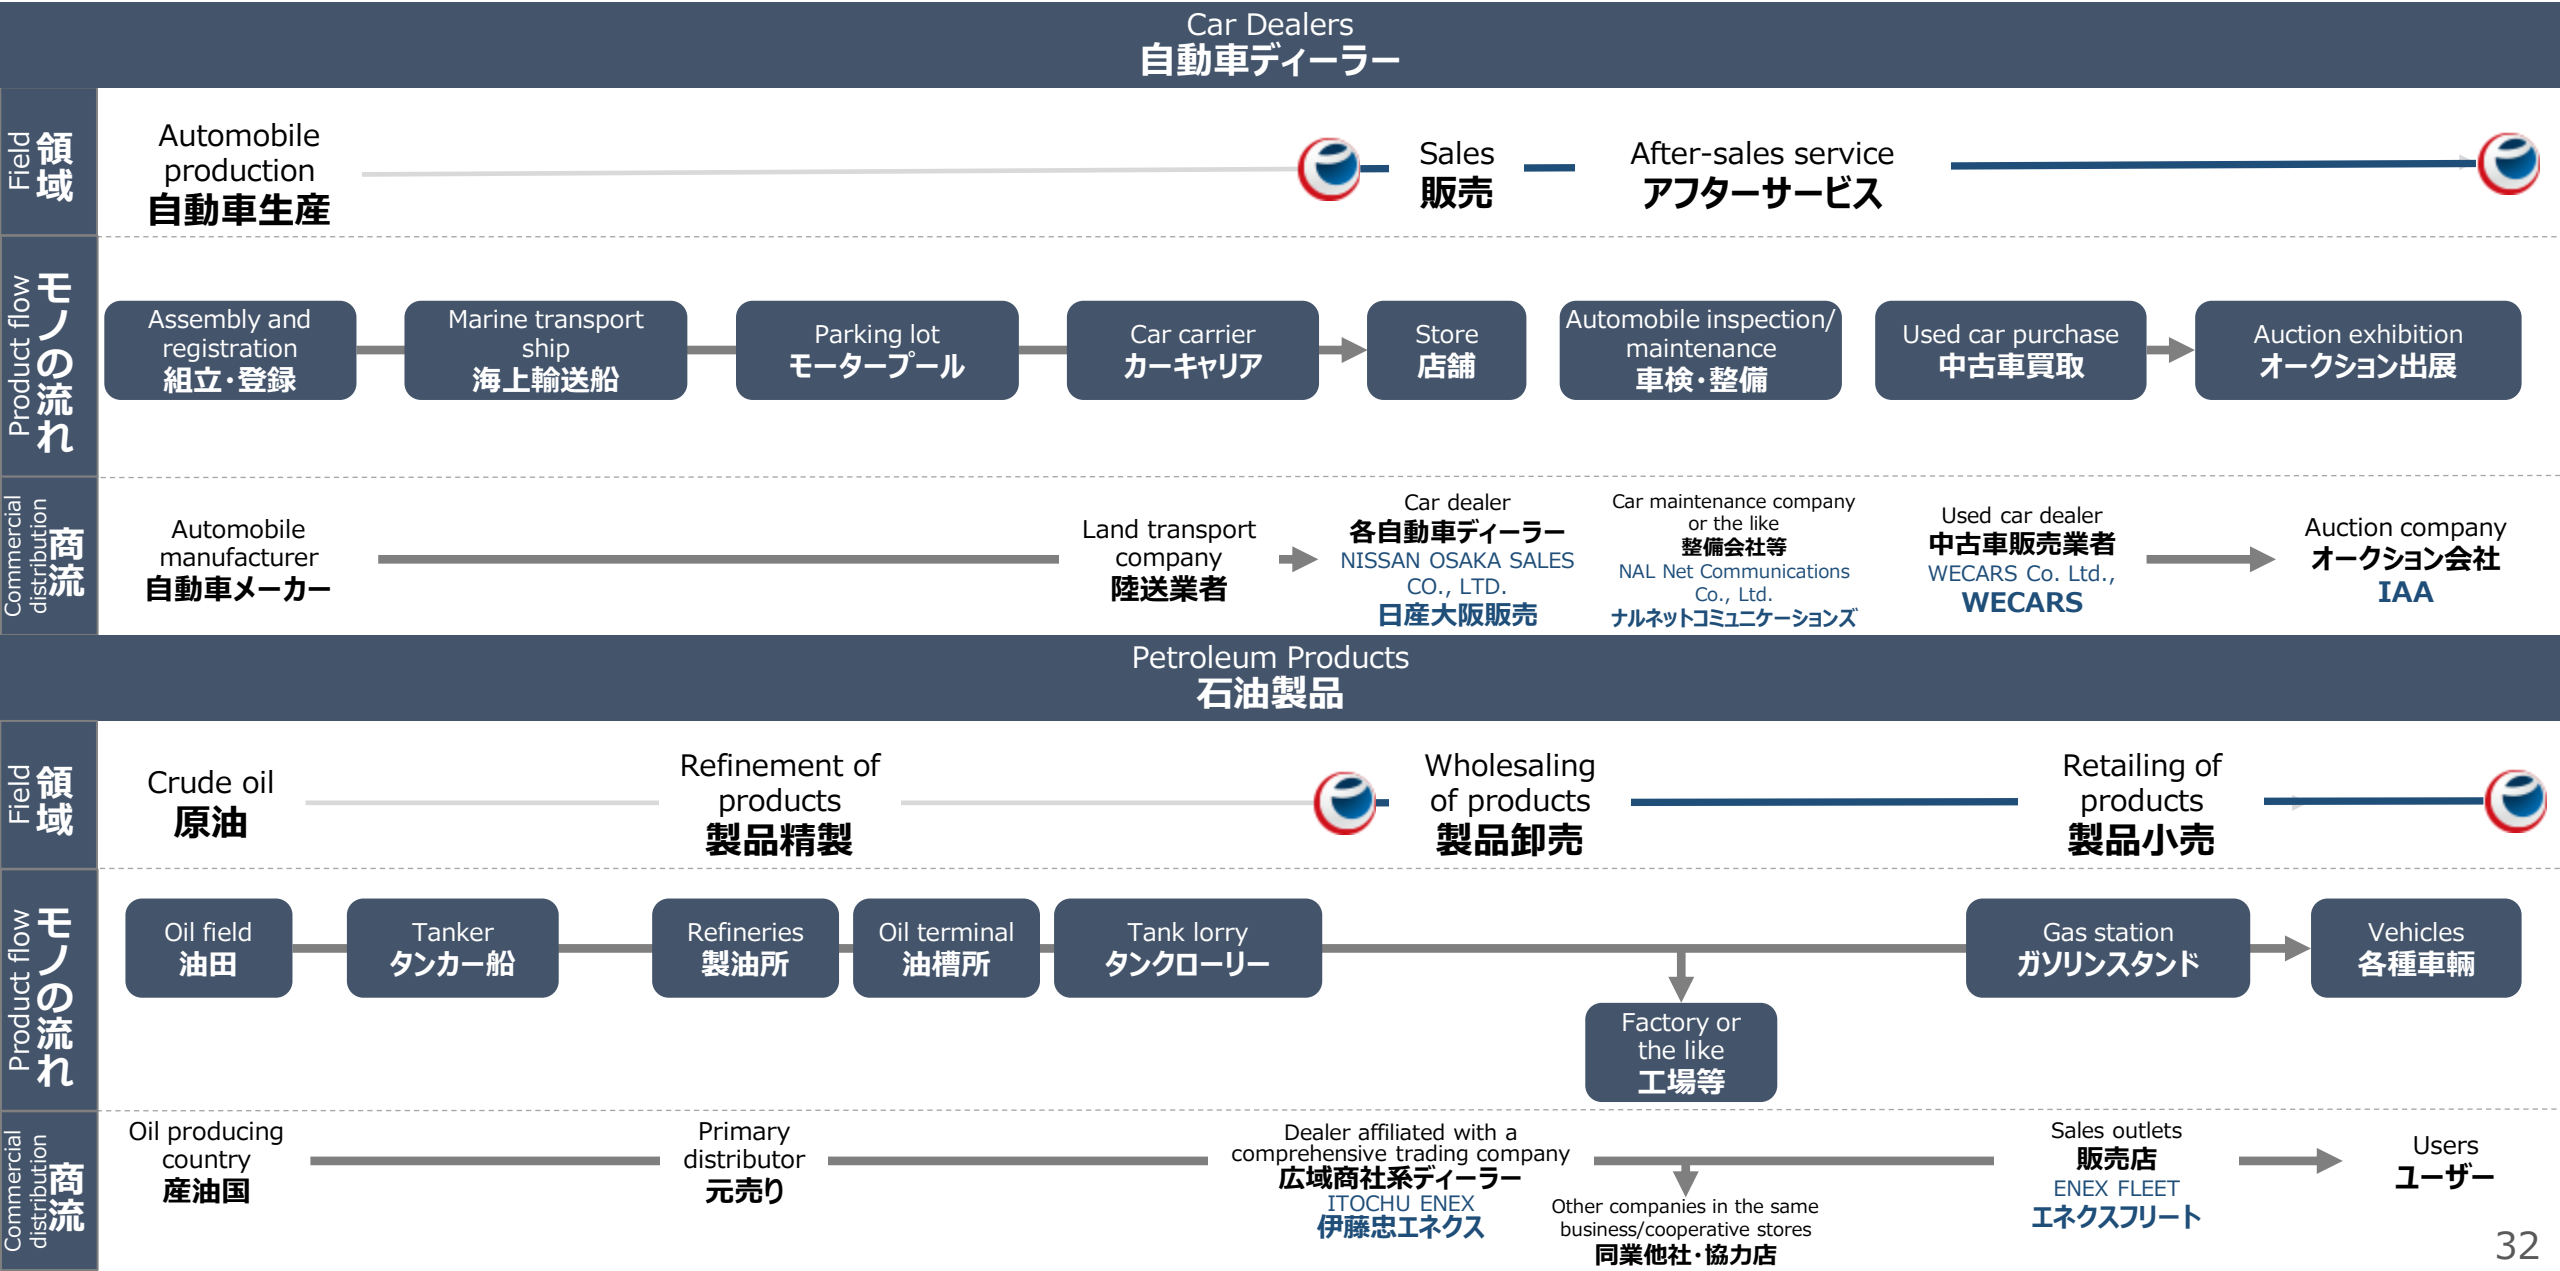 Car Dealers
自動車ディーラー
Field
領域
Automobile
production
自動車生産
Sales
販売
After-sales service
アフターサービス
Product flow
モノの流れ
Assembly and
registration
組立・登録
Marine transport
ship
海上輸送船
Parking lot
モータープール
Car carrier
カーキャリア
Store
店舗
Automobile inspection/
maintenance
車検・整備
Used car purchase
中古車買取
Auction exhibition
オークション出展
Commercial
distribution
商流
Automobile
manufacturer
自動車メーカー
Land transport
company
陸送業者
Car dealer
各自動車ディーラー
NISSAN OSAKA SALES
CO., LTD.
日産大阪販売
Car maintenance company
or the like
整備会社等
NAL Net Communications
Co., Ltd.
ナルネットコミュニケーションズ
Used car dealer
中古車販売業者
WECARS Co. Ltd.,
WECARS
Auction company
オークション会社
IAA
Petroleum Products
石油製品
Field
領域
Crude oil
原油
Refinement of
products
製品精製
Wholesaling
of products
製品卸売
Retailing of
products
製品小売
Product flow
モノの流れ
Oil field
油田
Tanker
タンカー船
Refineries
製油所
Oil terminal
油槽所
Tank lorry
タンクローリー
Factory or
the like
工場等
Gas station
ガソリンスタンド
Vehicles
各種車輌
Commercial
distribution
商流
Oil producing
country
産油国
Primary
distributor
元売り
Dealer affiliated with a
comprehensive trading company
広域商社系ディーラー
ITOCHU ENEX
伊藤忠エネクス
Other companies in the same
business/cooperative stores
同業他社・協力店
Sales outlets
販売店
ENEX FLEET
エネクスフリート
Users
ユーザー
32